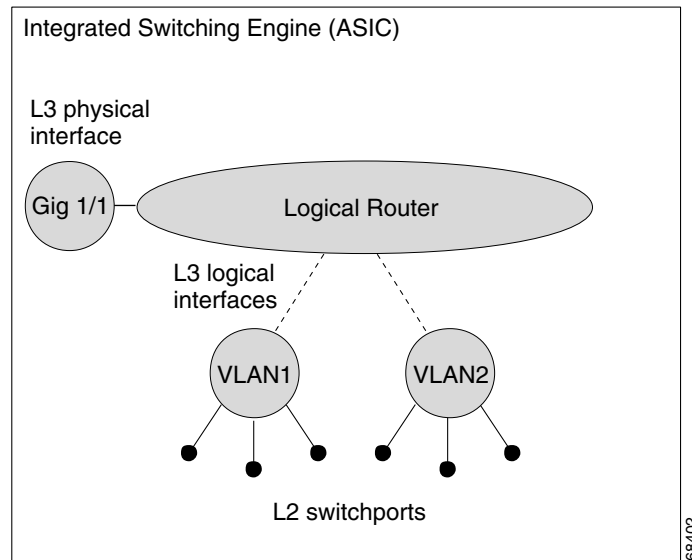 Integrated Switching Engine (ASIC)
L3 physical
interface
Gig 1/1
Logical Router
L3 logical
interfaces
VLAN1
VLAN2
L2 switchports
68402